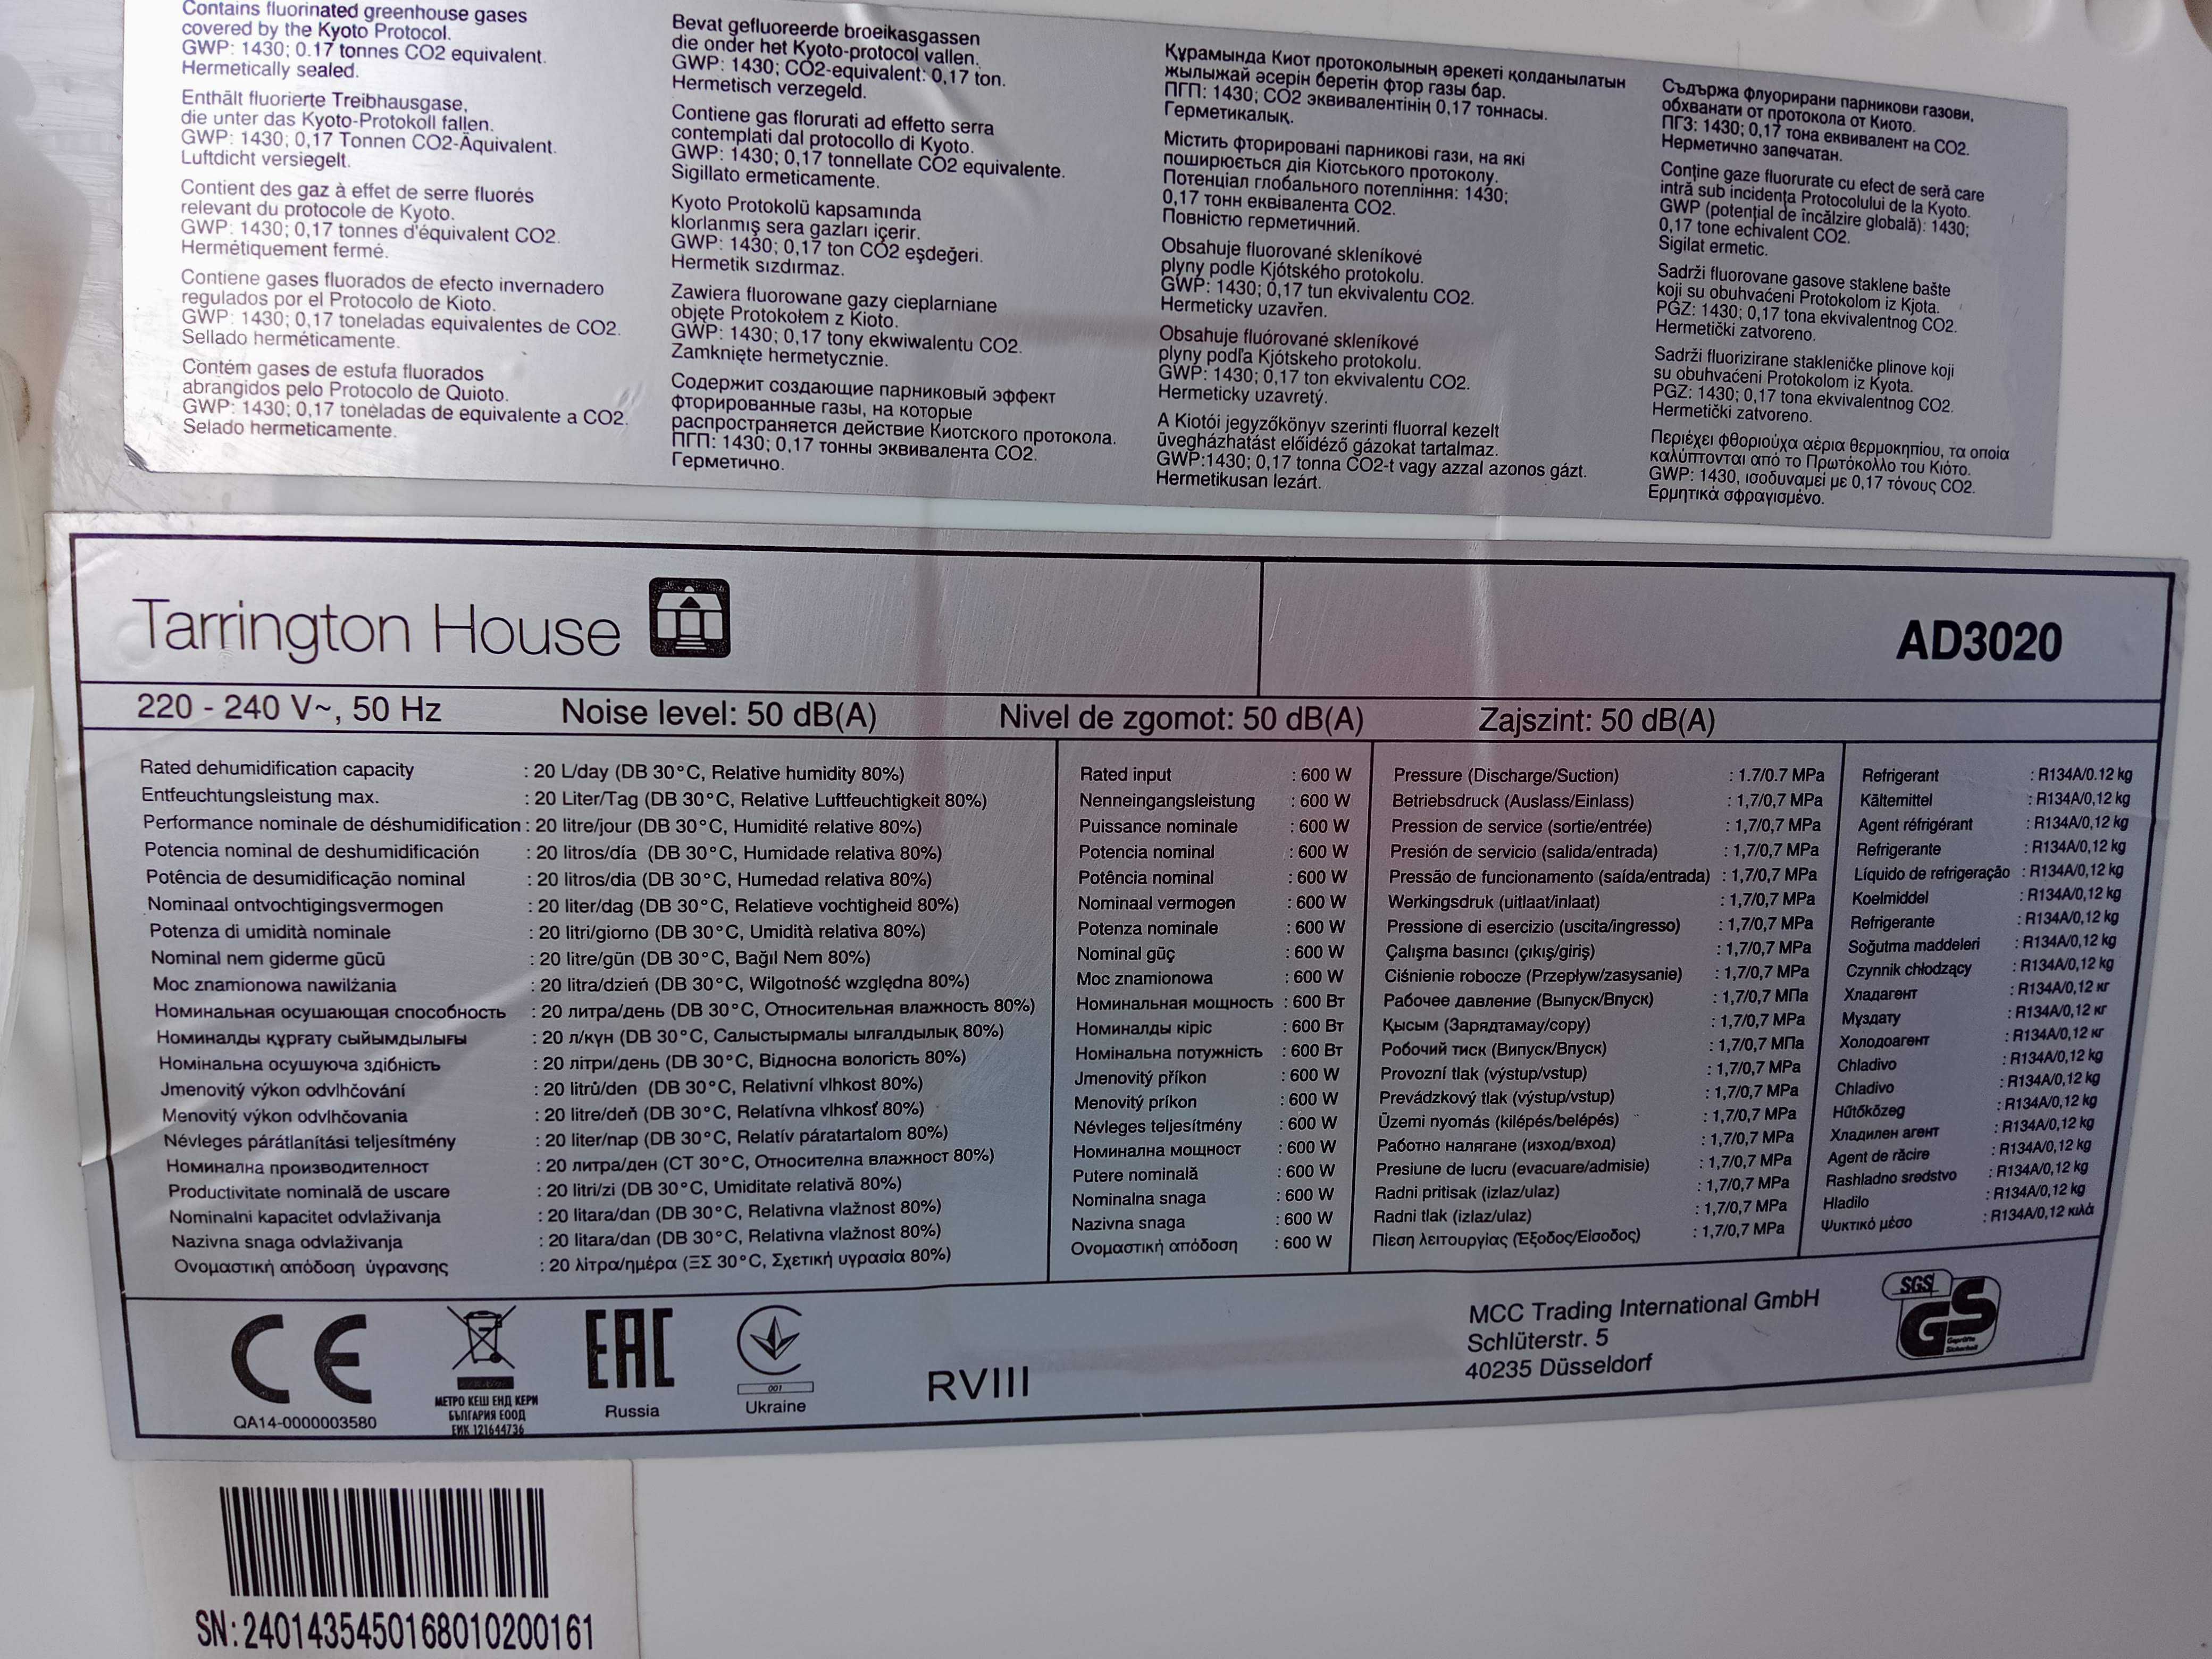 Contains fluorinated greenhouse gases
covered by the Kyoto Protocol.
GWP: 1430; 0.17 tonnes CO2 equivalent.
Hermetically sealed.
Enthält fluorierte Treibhausgase,
die unter das Kyoto-Protokoll fallen.
GWP: 1430; 0,17 Tonnen CO2-Äquivalent.
Luftdicht versiegelt.
Contient des gaz à effet de serre fluorés
relevant du protocole de Kyoto.
GWP: 1430; 0,17 tonnes d'équivalent CO2.
Hermétiquement fermé.
Contiene gases fluorados de efecto invernadero
regulados por el Protocolo de Kioto.
GWP: 1430; 0,17 toneladas equivalentes de CO2.
Sellado herméticamente.
Contém gases de estufa fluorados
abrangidos pelo Protocolo de Quioto.
GWP: 1430; 0,17 toneladas de equivalente a CO2.
Selado hermeticamente.
Bevat gefluoreerde broeikasgassen
die onder het Kyoto-protocol vallen.
GWP: 1430; CO2-equivalent: 0,17 ton.
Hermetisch verzegeld.
Contiene gas florurati ad effetto serra
contemplati dal protocollo di Kyoto.
GWP: 1430; 0,17 tonnellate CO2 equivalente.
Sigillato ermeticamente.
Kyoto Protokolü kapsamında
klorlanmış sera gazları içerir.
GWP: 1430; 0,17 ton CO2 eşdeğeri.
Hermetik sızdırmaz.
Zawiera fluorowane gazy cieplarniane
objęte Protokołem z Kioto.
GWP: 1430; 0,17 tony ekwiwalentu CO2.
Zamknięte hermetycznie.
Содержит создающие парниковый эффект
фторированные газы, на которые
распространяется действие Киотского протокола.
ПГП: 1430; 0,17 тонны эквивалента CO2.
Герметично.
Құрамында Киот протоколының әрекеті қолданылатын
жылыжай әсерін беретін фтор газы бар.
ПГП: 1430; CO2 эквивалентінің 0,17 тоннасы.
Герметикалық.
Містить фторировані парникові гази, на які
поширюється дія Кіотського протоколу.
Потенціал глобального потепління: 1430;
0,17 тонн еквівалента CO2.
Повністю герметичний.
Obsahuje fluorované skleníkové
plyny podle Kjótského protokolu.
GWP: 1430; 0,17 tun ekvivalentu CO2.
Hermeticky uzavřen.
Obsahuje fluórované skleníkové
plyny podľa Kjótskeho protokolu.
GWP: 1430; 0,17 ton ekvivalentu CO2.
Hermeticky uzavretý.
A Kiotói jegyzőkönyv szerinti fluorral kezelt
üvegházhatást előidéző gázokat tartalmaz.
GWP:1430; 0,17 tonna CO2-t vagy azzal azonos gázt.
Hermetikusan lezárt.
Съдържа флуорирани парникови газови,
обхванати от протокола от Киото.
ПГЗ: 1430; 0,17 тона еквивалент на CO2.
Херметично запечатан.
Conține gaze fluorurate cu efect de seră care
intră sub incidența Protocolului de la Kyoto.
GWP (potențial de încălzire globală): 1430;
0,17 tone echivalent CO2.
Sigilat ermetic.
Sadrži fluorovane gasove staklene bašte
koji su obuhvaćeni Protokolom iz Kjota.
PGZ: 1430; 0,17 tona ekvivalentnog CO2.
Hermetički zatvoreno.
Sadrži fluorizirane stakleničke plinove koji
su obuhvaćeni Protokolom iz Kyota.
PGZ: 1430; 0,17 tona ekvivalentnog CO2.
Hermetički zatvoreno.
Περιέχει φθοριούχα αέρια θερμοκηπίου, τα οποία
καλύπτονται από το Πρωτόκολλο του Κιότο.
GWP: 1430, ισοδυναμεί με 0,17 τόνους CO2.
Ερμητικά σφραγισμένο.
Tarrington House
AD3020
220 - 240 V~, 50 Hz Noise level: 50 dB(A) Nivel de zgomot: 50 dB(A) Zajszint: 50 dB(A)
Rated dehumidification capacity : 20 L/day (DB 30°C, Relative humidity 80%)
Entfeuchtungsleistung max. : 20 Liter/Tag (DB 30°C, Relative Luftfeuchtigkeit 80%)
Performance nominale de déshumidification : 20 litre/jour (DB 30°C, Humidité relative 80%)
Potencia nominal de deshumidificación : 20 litros/día (DB 30°C, Humidade relativa 80%)
Potência de desumidificação nominal : 20 litros/dia (DB 30°C, Humedad relativa 80%)
Nominaal ontvochtigingsvermogen : 20 liter/dag (DB 30°C, Relatieve vochtigheid 80%)
Potenza di umidità nominale : 20 litri/giorno (DB 30°C, Umidità relativa 80%)
Nominal nem giderme gücü : 20 litre/gün (DB 30°C, Bağıl Nem 80%)
Moc znamionowa nawilżania : 20 litra/dzień (DB 30°C, Wilgotność względna 80%)
Номинальная осушающая способность : 20 литра/день (DB 30°C, Относительная влажность 80%)
Номиналды құрғату сыйымдылығы : 20 л/күн (DB 30°C, Салыстырмалы ылғалдылық 80%)
Номінальна осушуюча здібність : 20 літри/день (DB 30°C, Відносна вологість 80%)
Jmenovitý výkon odvlhčování : 20 litrů/den (DB 30°C, Relativní vlhkost 80%)
Menovitý výkon odvlhčovania : 20 litre/deň (DB 30°C, Relatívna vlhkosť 80%)
Névleges párátlanítási teljesítmény : 20 liter/nap (DB 30°C, Relatív páratartalom 80%)
Номинална производителност : 20 литра/ден (СТ 30°C, Относителна влажност 80%)
Productivitate nominală de uscare : 20 litri/zi (DB 30°C, Umiditate relativă 80%)
Nominalni kapacitet odvlaživanja : 20 litara/dan (DB 30°C, Relativna vlažnost 80%)
Nazivna snaga odvlaživanja : 20 litara/dan (DB 30°C, Relativna vlažnost 80%)
Ονομαστική απόδοση ύγρανσης : 20 λίτρα/ημέρα (ΞΣ 30°C, Σχετική υγρασία 80%)
Rated input : 600 W
Nenneingangsleistung : 600 W
Puissance nominale : 600 W
Potencia nominal : 600 W
Potência nominal : 600 W
Nominaal vermogen : 600 W
Potenza nominale : 600 W
Nominal güç : 600 W
Moc znamionowa : 600 W
Номинальная мощность : 600 Вт
Номиналды кіріс : 600 Вт
Номінальна потужність : 600 Вт
Jmenovitý příkon : 600 W
Menovitý príkon : 600 W
Névleges teljesítmény : 600 W
Номинална мощност : 600 W
Putere nominală : 600 W
Nominalna snaga : 600 W
Nazivna snaga : 600 W
Ονομαστική απόδοση : 600 W
Pressure (Discharge/Suction) : 1.7/0.7 MPa
Betriebsdruck (Auslass/Einlass) : 1,7/0,7 MPa
Pression de service (sortie/entrée) : 1,7/0,7 MPa
Presión de servicio (salida/entrada) : 1,7/0,7 MPa
Pressão de funcionamento (saída/entrada) : 1,7/0,7 MPa
Werkingsdruk (uitlaat/inlaat) : 1,7/0,7 MPa
Pressione di esercizio (uscita/ingresso) : 1,7/0,7 MPa
Çalışma basıncı (çıkış/giriş) : 1,7/0,7 MPa
Ciśnienie robocze (Przepływ/zasysanie) : 1,7/0,7 MPa
Рабочее давление (Выпуск/Впуск) : 1,7/0,7 МПа
Қысым (Зарядтамау/сору) : 1,7/0,7 MPa
Робочий тиск (Випуск/Впуск) : 1,7/0,7 МПа
Provozní tlak (výstup/vstup) : 1,7/0,7 MPa
Prevádzkový tlak (výstup/vstup) : 1,7/0,7 MPa
Üzemi nyomás (kilépés/belépés) : 1,7/0,7 MPa
Работно налягане (изход/вход) : 1,7/0,7 MPa
Presiune de lucru (evacuare/admisie) : 1,7/0,7 MPa
Radni pritisak (izlaz/ulaz) : 1,7/0,7 MPa
Radni tlak (izlaz/ulaz) : 1,7/0,7 MPa
Πίεση λειτουργίας (Έξοδος/Είσοδος) : 1,7/0,7 MPa
Refrigerant : R134A/0.12 kg
Kältemittel : R134A/0,12 kg
Agent réfrigérant : R134A/0,12 kg
Refrigerante : R134A/0,12 kg
Líquido de refrigeração : R134A/0,12 kg
Koelmiddel : R134A/0,12 kg
Refrigerante : R134A/0,12 kg
Soğutma maddeleri : R134A/0,12 kg
Czynnik chłodzący : R134A/0,12 kg
Хладагент : R134A/0,12 кг
Мұздату : R134A/0,12 кг
Холодоагент : R134A/0,12 кг
Chladivo : R134A/0,12 kg
Chladivo : R134A/0,12 kg
Hűtőközeg : R134A/0,12 kg
Хладилен агент : R134A/0,12 kg
Agent de răcire : R134A/0,12 kg
Rashladno sredstvo : R134A/0,12 kg
Hladilo : R134A/0,12 kg
Ψυκτικό μέσο : R134A/0,12 κιλά
CE
QA14-0000003580
МЕТРО КЕШ ЕНД КЕРИ
БЪЛГАРИЯ ЕООД
ЕИК 121644736
EAC
Russia
001
Ukraine
RVIII
MCC Trading International GmbH
Schlüterstr. 5
40235 Düsseldorf
SGS
GS
Geprüfte
Sicherheit
SN:2401435450168010200161